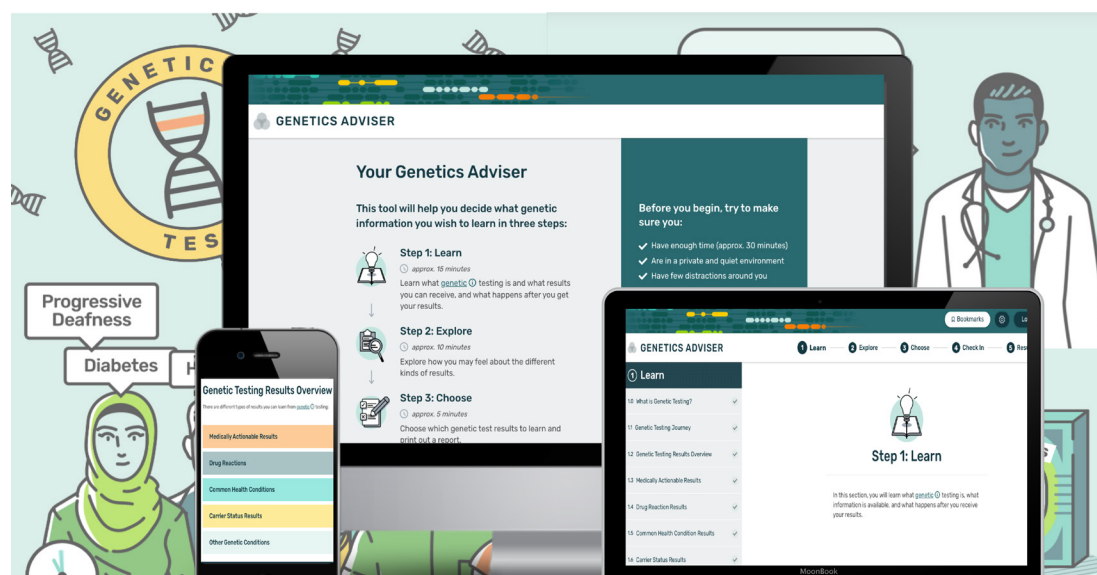 GENETIC
TES
Progressive
Deafness
Diabetes
H
GENETICS ADVISER
Your Genetics Adviser
This tool will help you decide what genetic
information you wish to learn in three steps:
Step 1: Learn
approx. 15 minutes
Learn what genetic testing is and what results
you can receive, and what happens after you get
your results.
Step 2: Explore
approx. 10 minutes
Explore how you may feel about the different
kinds of results.
Step 3: Choose
approx. 5 minutes
Choose which genetic test results to learn and
print out a report.
Before you begin, try to make
sure you:
Have enough time (approx. 30 minutes)
Are in a private and quiet environment
Have few distractions around you
Genetic Testing Results Overview
There are different types of results you can learn from genetic testing
Medically Actionable Results
Drug Reactions
Common Health Conditions
Carrier Status Results
Other Genetic Conditions
Bookmarks
Lo
GENETICS ADVISER
1 Learn
2 Explore
3 Choose
4 Check In
5 Res
1 Learn
1.0 What is Genetic Testing?
1.1 Genetic Testing Journey
1.2 Genetic Testing Results Overview
1.3 Medically Actionable Results
1.4 Drug Reaction Results
1.5 Common Health Condition Results
1.6 Carrier Status Results
Step 1: Learn
In this section, you will learn what genetic testing is, what
information is available, and what happens after you receive
your results.
MoonBook